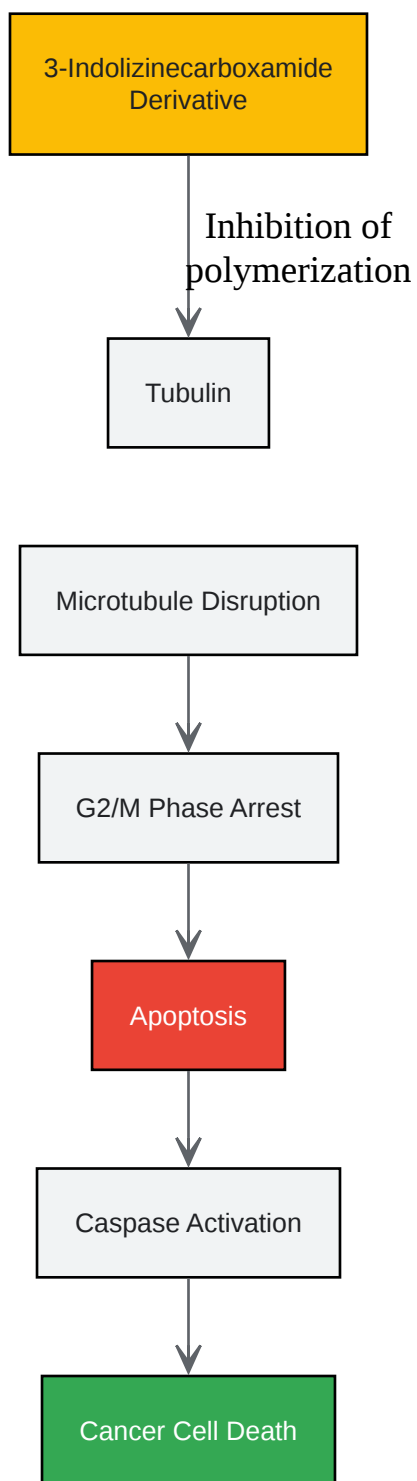 3-Indolizinecarboxamide
Derivative
Inhibition of
polymerization
Tubulin
Microtubule Disruption
G2/M Phase Arrest
Apoptosis
Caspase Activation
Cancer Cell Death